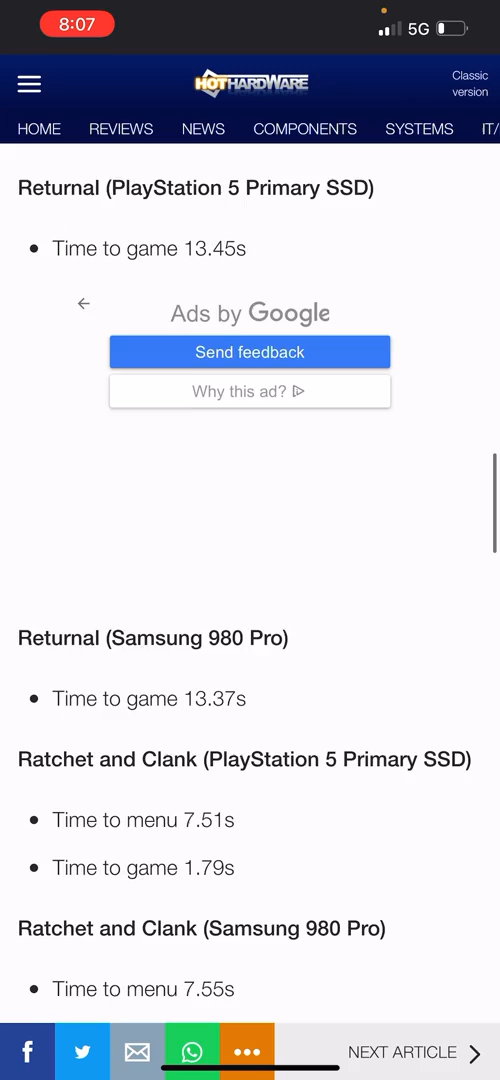 8:07
5G
HOTHARDWARE
Classic
version
HOME REVIEWS NEWS COMPONENTS SYSTEMS IT/
Returnal (PlayStation 5 Primary SSD)
• Time to game 13.45s
Ads by Google
Send feedback
Why this ad?
Returnal (Samsung 980 Pro)
• Time to game 13.37s
Ratchet and Clank (PlayStation 5 Primary SSD)
• Time to menu 7.51s
• Time to game 1.79s
Ratchet and Clank (Samsung 980 Pro)
• Time to menu 7.55s
NEXT ARTICLE